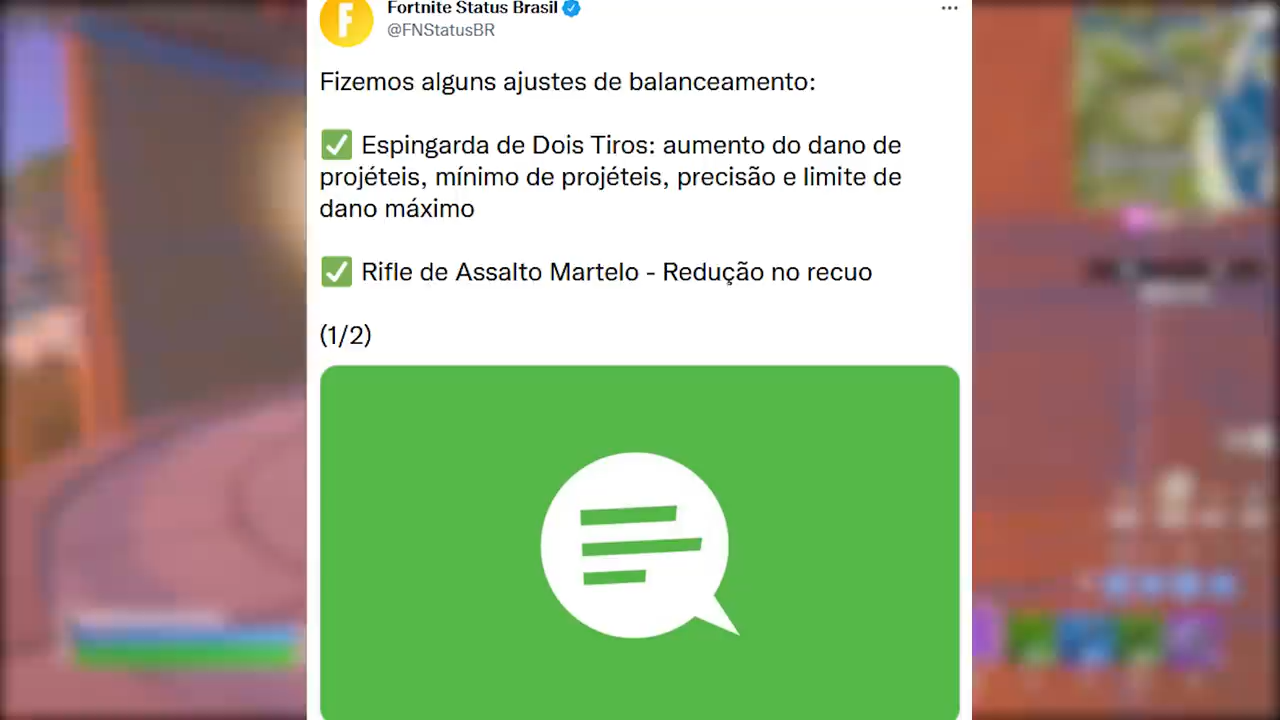 Fortnite Status Brasil
@FNStatusBR
Fizemos alguns ajustes de balanceamento:
✅ Espingarda de Dois Tiros: aumento do dano de
projéteis, mínimo de projéteis, precisão e limite de
dano máximo
✅ Rifle de Assalto Martelo - Redução no recuo
(1/2)